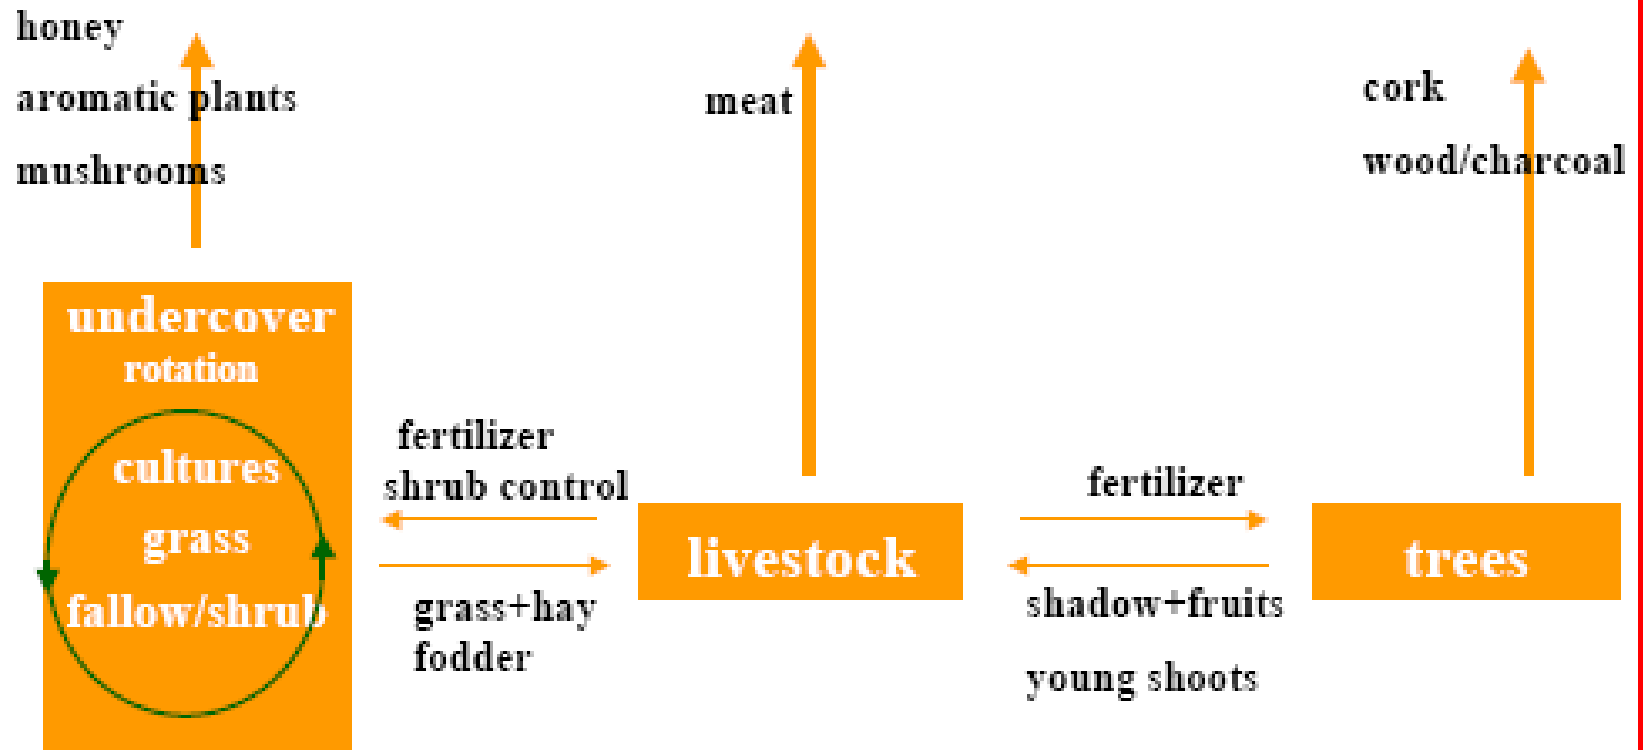 honey
aromatic plants
mushrooms
meat
cork
wood/charcoal
undercover
rotation
cultures
grass
fallow/shrub
fertilizer
shrub control
grass+hay
fodder
livestock
fertilizer
shadow+fruits
young shoots
trees